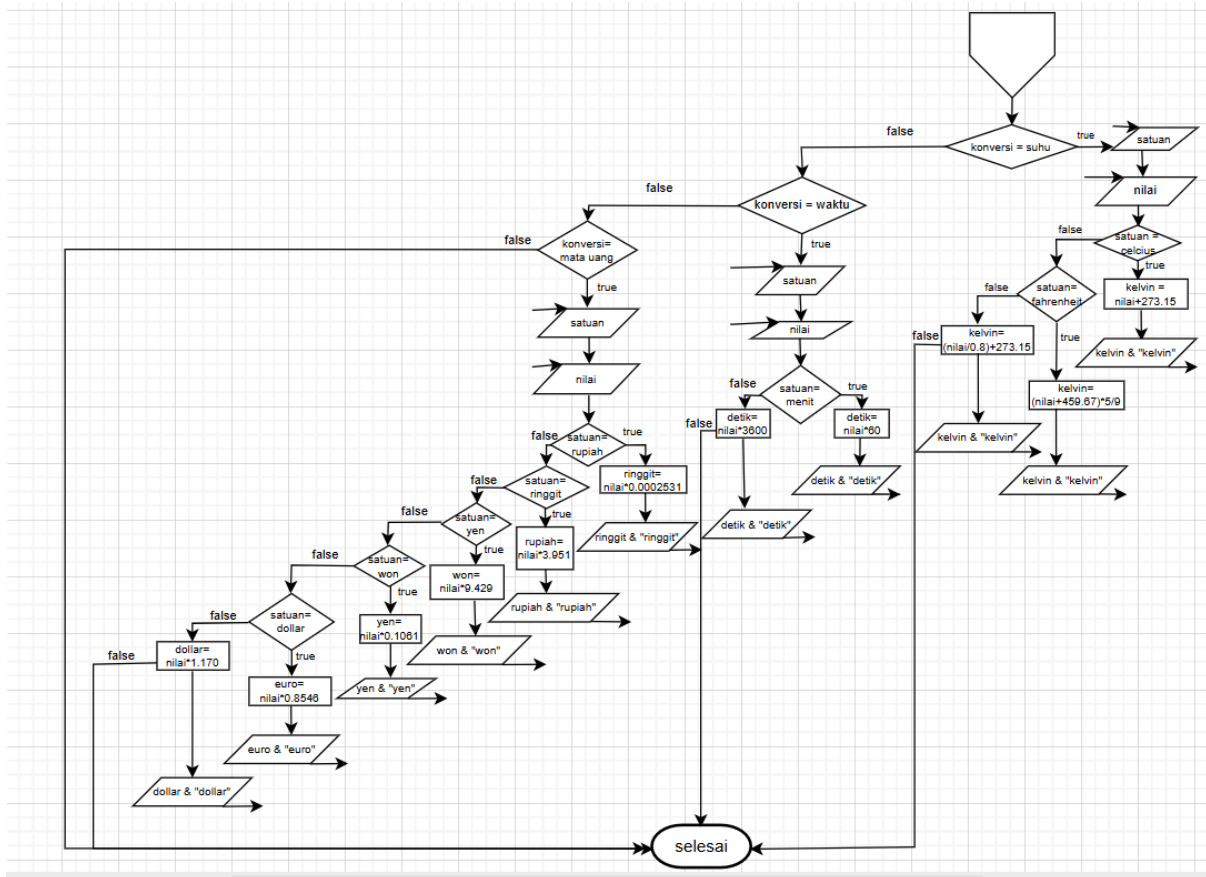 false
konversi = suhu
true
satuan
nilai
false
satuan =
celcius
true
kelvin =
nilai+273.15
kelvin & "kelvin"
false
satuan=
fahrenheit
true
kelvin=
(nilai+459.67)*5/9
kelvin & "kelvin"
kelvin=
(nilai/0.8)+273.15
false
kelvin & "kelvin"
false
konversi = waktu
true
satuan
nilai
false
satuan=
menit
true
detik=
nilai*60
detik & "detik"
false
detik=
nilai*3600
detik & "detik"
false
konversi=
mata uang
true
satuan
nilai
false
satuan=
rupiah
true
ringgit=
nilai*0.0002531
ringgit & "ringgit"
false
satuan=
ringgit
true
rupiah=
nilai*3.951
rupiah & "rupiah"
false
satuan=
yen
true
won=
nilai*9.429
won & "won"
false
satuan=
won
true
yen=
nilai*0.1061
yen & "yen"
false
satuan=
dollar
true
euro=
nilai*0.8546
euro & "euro"
false
dollar=
nilai*1.170
dollar & "dollar"
selesai